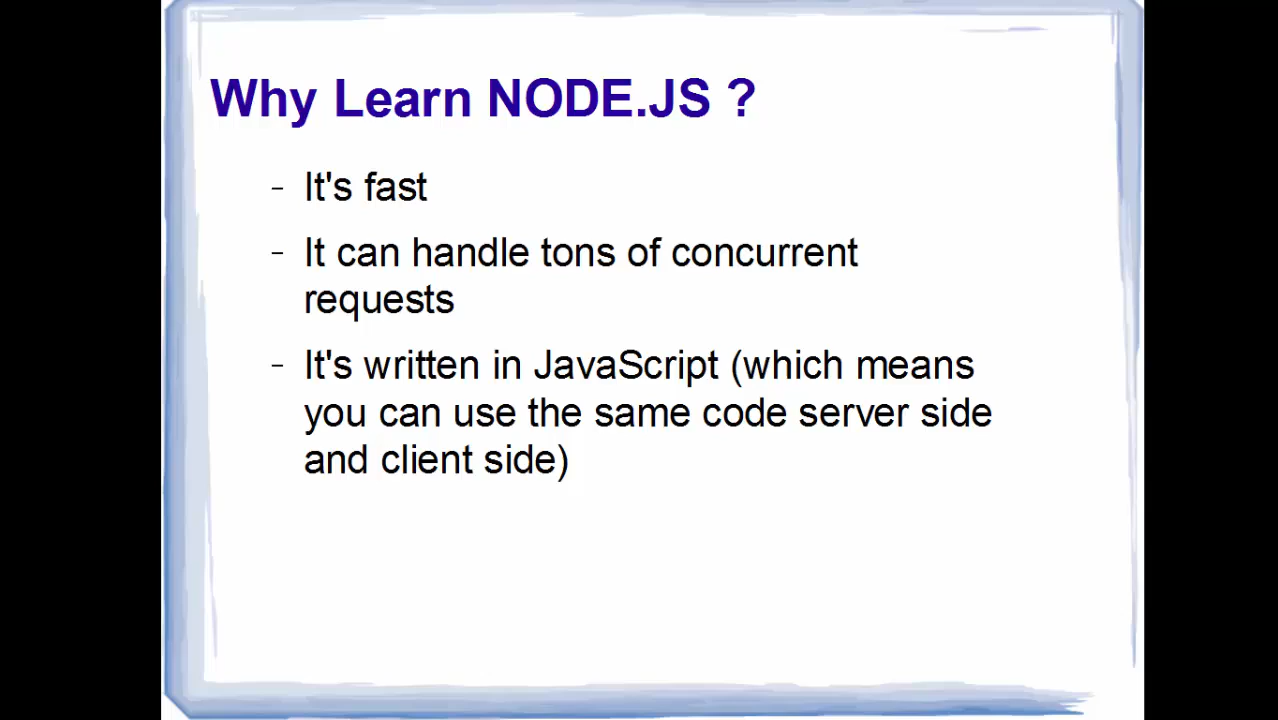 Why Learn NODE.JS ?
- It's fast
- It can handle tons of concurrent
requests
- It's written in JavaScript (which means
you can use the same code server side
and client side)